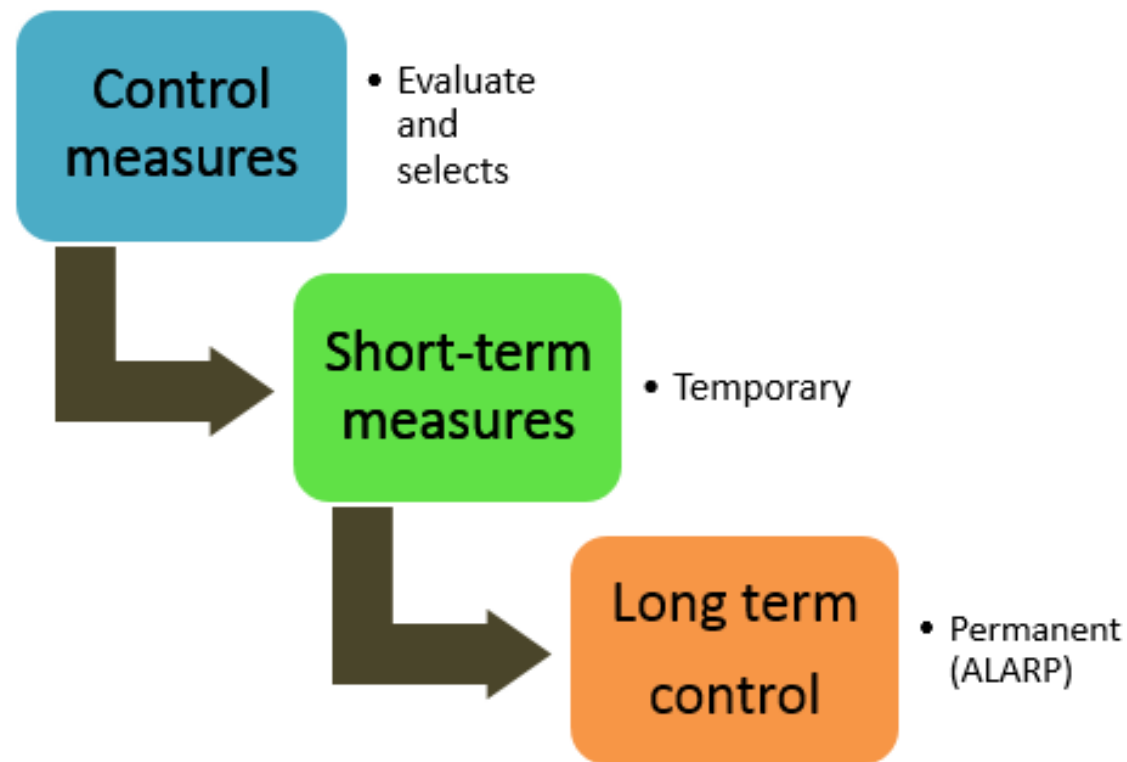 Control
measures
• Evaluate
and
selects
Short-term
measures
• Temporary
Long term
control
• Permanent
(ALARP)